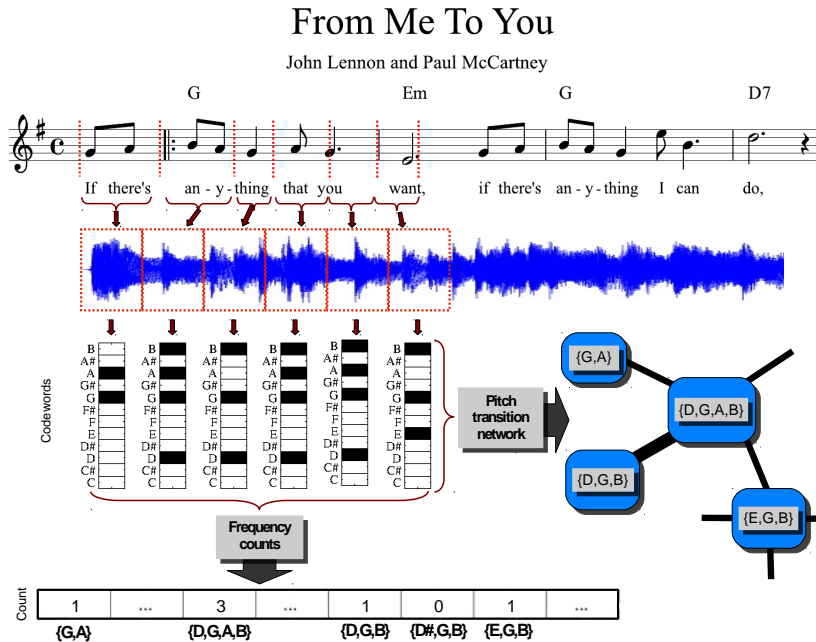 From Me To You
John Lennon and Paul McCartney
G Em G D7
If there's an-y-thing that you want, if there's an-y-thing I can do,
Codewords
B B B B B B
A# A# A# A# A# A#
A A A A A A
G# G# G# G# G# G#
G G G G G G
F# F# F# F# F# F#
F F F F F F
E E E E E E
D# D# D# D# D# D#
D D D D D D
C# C# C# C# C# C#
C C C C C C
Pitch
transition
network
{G,A}
{D,G,A,B}
{D,G,B}
{E,G,B}
Frequency
counts
Count
1 ... 3 ... 1 0 1 ...
{G,A} {D,G,A,B} {D,G,B} {D#,G,B} {E,G,B}